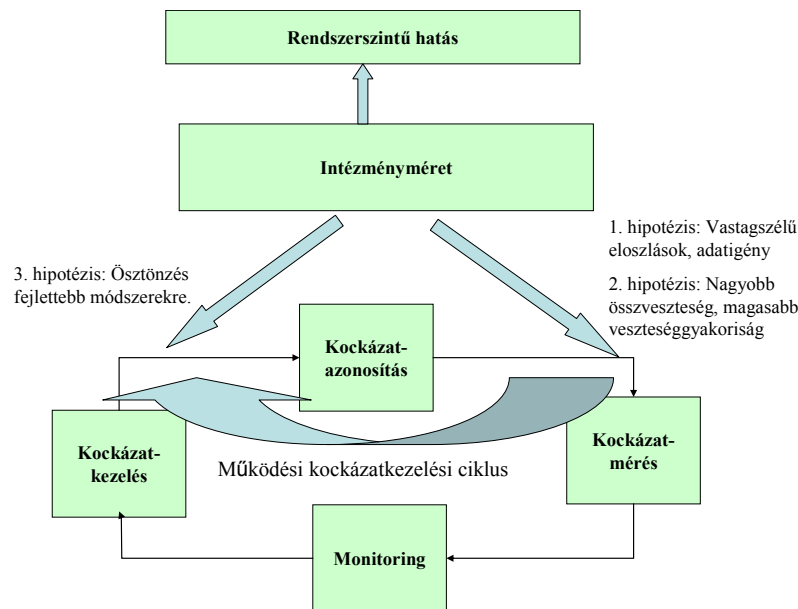 Rendszerszintű hatás
Intézményméret
1. hipotézis: Vastagszélű
eloszlások, adatigény
2. hipotézis: Nagyobb
összveszteség, magasabb
veszteséggyakoriság
3. hipotézis: Ösztönzés
fejlettebb módszerekre.
Kockázat-
azonosítás
Kockázat-
kezelés
Kockázat-
mérés
Működési kockázatkezelési ciklus
Monitoring